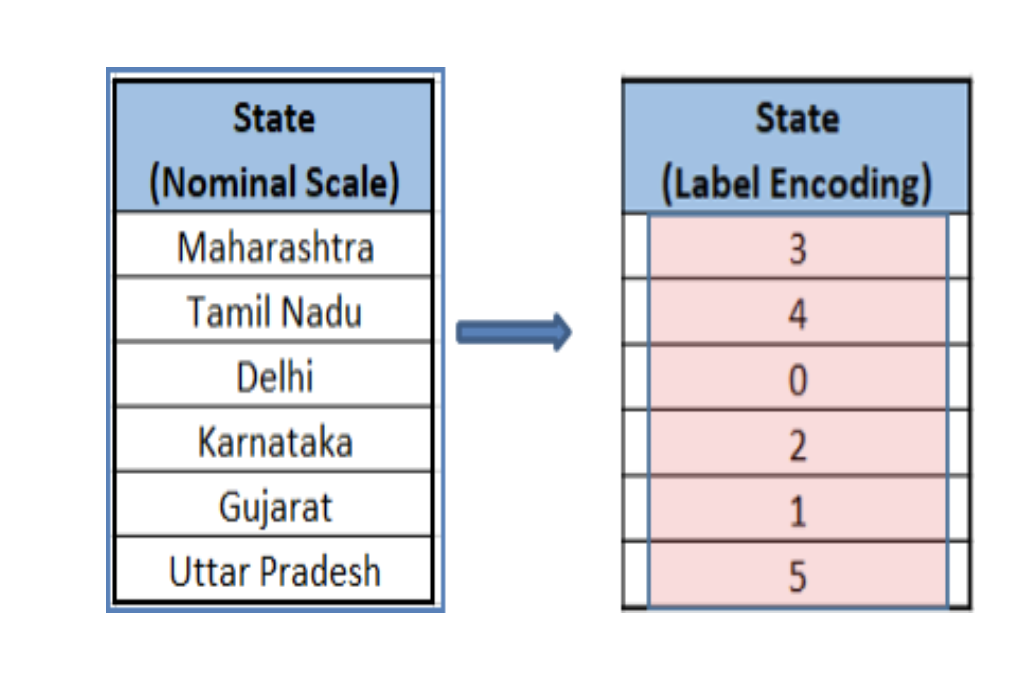 State
(Nominal Scale)
Maharashtra
Tamil Nadu
Delhi
Karnataka
Gujarat
Uttar Pradesh
State
(Label Encoding)
3
4
0
2
1
5